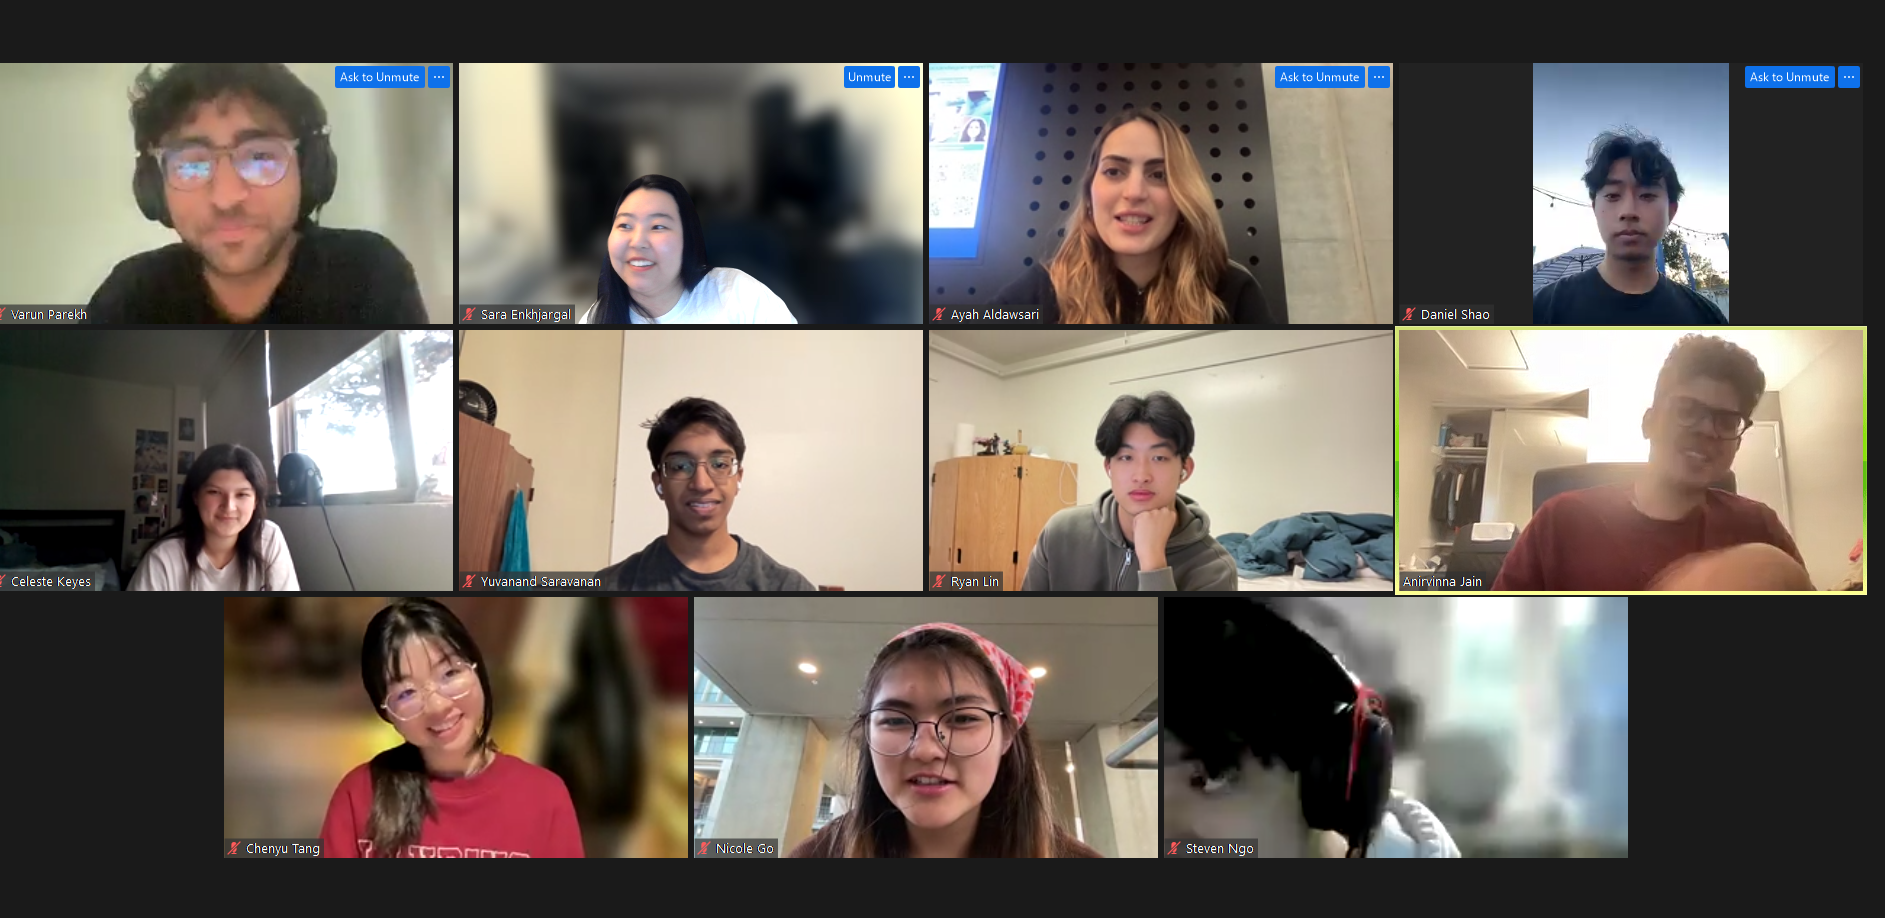 Ask to Unmute ...
Unmute ...
Ask to Unmute ...
Ask to Unmute ...
Varun Parekh
Sara Enkhjargal
Ayah Aldawsari
Daniel Shao
Celeste Keyes
Yuvanand Saravanan
Ryan Lin
Anirvinna Jain
Chenyu Tang
Nicole Go
Steven Ngo